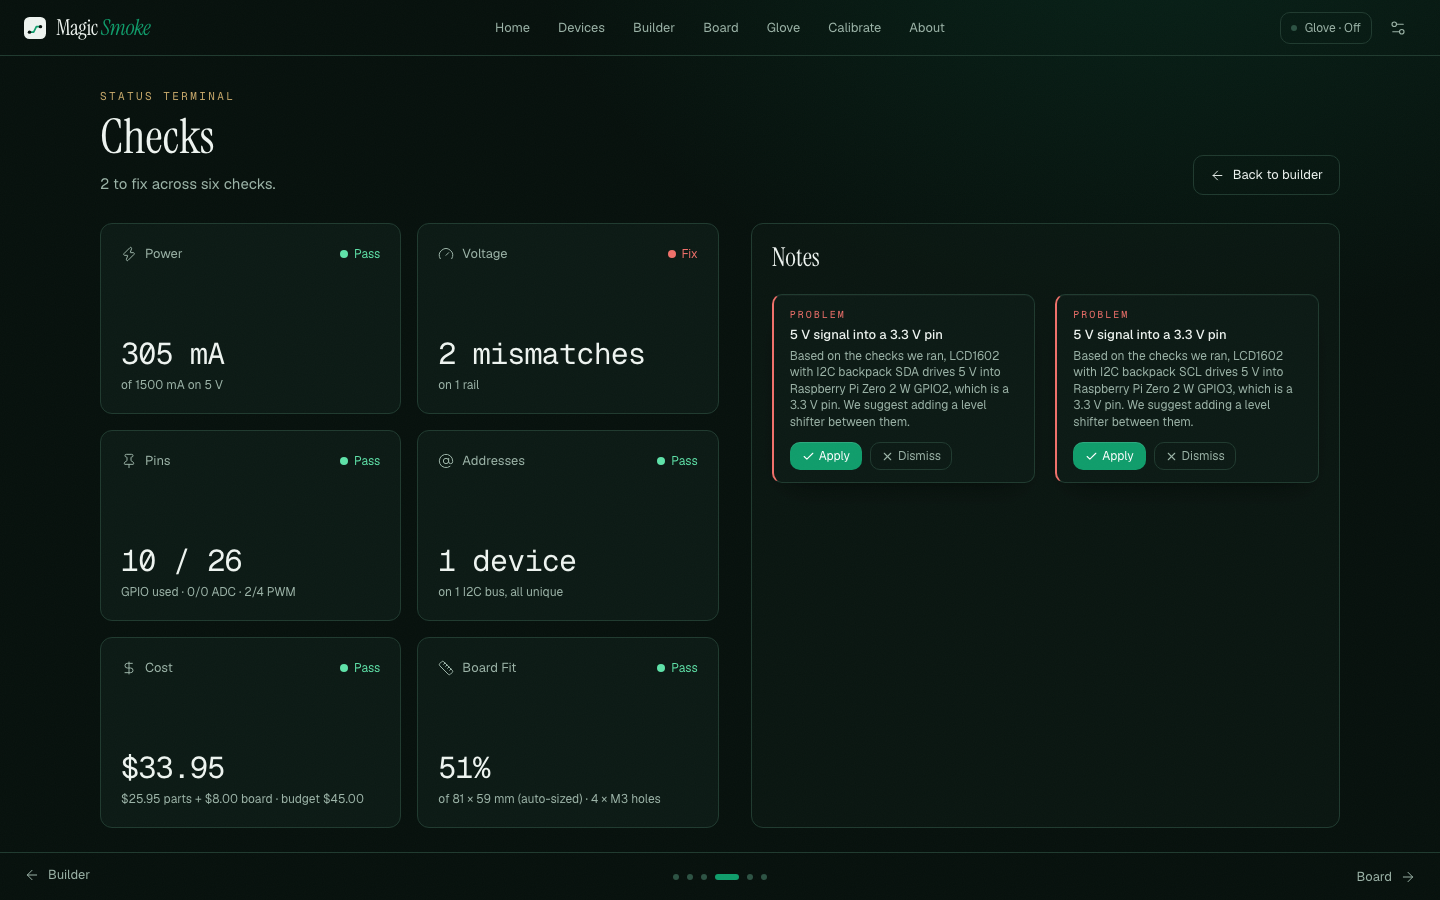 Magic Smoke
Home
Devices
Builder
Board
Glove
Calibrate
About
Glove · Off
STATUS TERMINAL
Checks
2 to fix across six checks.
Back to builder
Power
Pass
305 mA
of 1500 mA on 5 V
Voltage
Fix
2 mismatches
on 1 rail
Pins
Pass
10 / 26
GPIO used · 0/0 ADC · 2/4 PWM
Addresses
Pass
1 device
on 1 I2C bus, all unique
Cost
Pass
$33.95
$25.95 parts + $8.00 board · budget $45.00
Board Fit
Pass
51%
of 81 × 59 mm (auto-sized) · 4 × M3 holes
Notes
PROBLEM
5 V signal into a 3.3 V pin
Based on the checks we ran, LCD1602
with I2C backpack SDA drives 5 V into
Raspberry Pi Zero 2 W GPIO2, which is a
3.3 V pin. We suggest adding a level
shifter between them.
Apply
Dismiss
PROBLEM
5 V signal into a 3.3 V pin
Based on the checks we ran, LCD1602
with I2C backpack SCL drives 5 V into
Raspberry Pi Zero 2 W GPIO3, which is a
3.3 V pin. We suggest adding a level
shifter between them.
Apply
Dismiss
Builder
Board